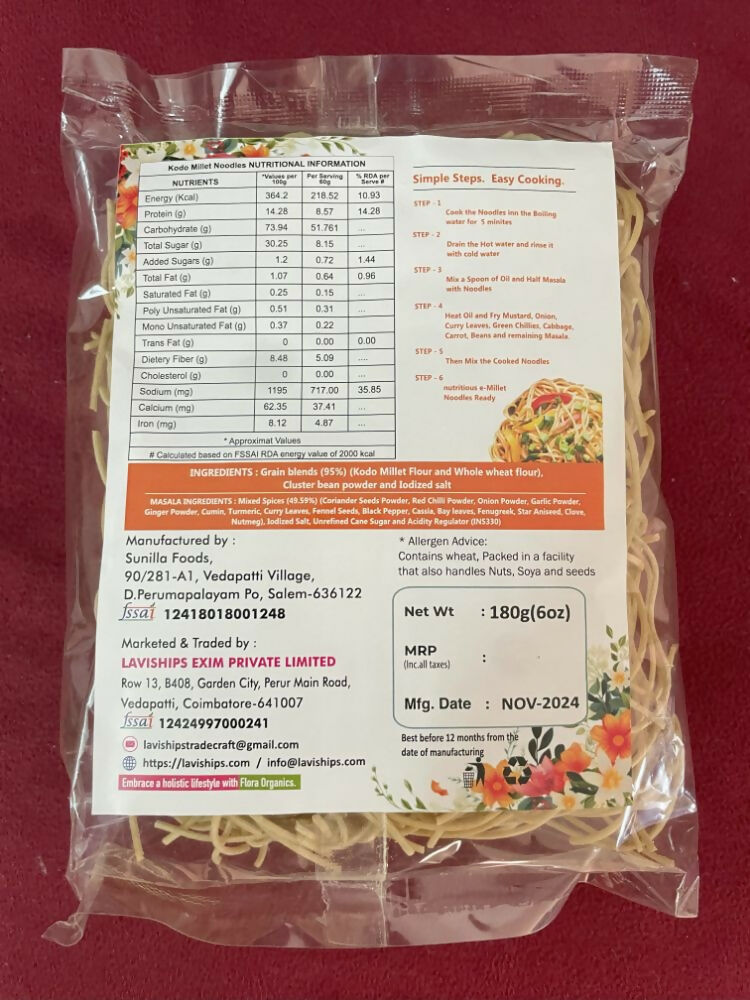 Kodo Millet Noodles NUTRITIONAL INFORMATION
NUTRIENTS *Values per 100g Per Serving 60g % RDA per Serve #
Energy (Kcal) 364.2 218.52 10.93
Protein (g) 14.28 8.57 14.28
Carbohydrate (g) 73.94 51.761 ...
Total Sugar (g) 30.25 8.15 ...
Added Sugars (g) 1.2 0.72 1.44
Total Fat (g) 1.07 0.64 0.96
Saturated Fat (g) 0.25 0.15 ...
Poly Unsaturated Fat (g) 0.51 0.31 ...
Mono Unsaturated Fat (g) 0.37 0.22
Trans Fat (g) 0 0.00 0.00
Dietery Fiber (g) 8.48 5.09 ....
Cholesterol (g) 0 0.00 ...
Sodium (mg) 1195 717.00 35.85
Calcium (mg) 62.35 37.41 ...
Iron (mg) 8.12 4.87 ...
* Approximat Values
# Calculated based on FSSAI RDA energy value of 2000 kcal
Simple Steps. Easy Cooking.
STEP - 1
Cook the Noodles inn the Boiling
water for 5 minites
STEP - 2
Drain the Hot water and rinse it
with cold water
STEP - 3
Mix a Spoon of Oil and Half Masala
with Noodles
STEP - 4
Heat Oil and Fry Mustard, Onion,
Curry Leaves, Green Chillies, Cabbage,
Carrot, Beans and remaining Masala.
STEP - 5
Then Mix the Cooked Noodles
STEP - 6
nutritious e-Millet
Noodles Ready
INGREDIENTS : Grain blends (95%) (Kodo Millet Flour and Whole wheat flour),
Cluster bean powder and Iodized salt
MASALA INGREDIENTS : Mixed Spices (49.59%) (Coriander Seeds Powder, Red Chilli Powder, Onion Powder, Garlic Powder,
Ginger Powder, Cumin, Turmeric, Curry Leaves, Fennel Seeds, Black Pepper, Cassia, Bay leaves, Fenugreek, Star Aniseed, Clove,
Nutmeg), Iodized Salt, Unrefined Cane Sugar and Acidity Regulator (INS330)
Manufactured by :
Sunilla Foods,
90/281-A1, Vedapatti Village,
D.Perumapalayam Po, Salem-636122
fssai 12418018001248
Marketed & Traded by :
LAVISHIPS EXIM PRIVATE LIMITED
Row 13, B408, Garden City, Perur Main Road,
Vedapatti, Coimbatore-641007
fssai 12424997000241
lavishipstradecraft@gmail.com
https://laviships.com / info@laviships.com
Embrace a holistic lifestyle with Flora Organics.
* Allergen Advice:
Contains wheat, Packed in a facility
that also handles Nuts, Soya and seeds
Net Wt : 180g(6oz)
MRP :
(Inc.all taxes)
Mfg. Date : NOV-2024
Best before 12 months from the
date of manufacturing